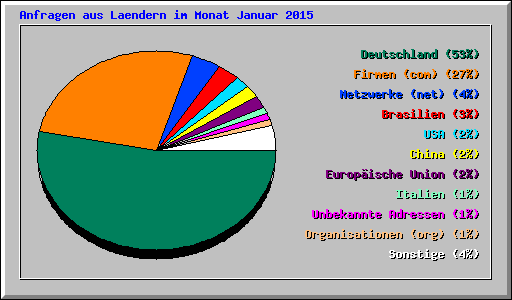 Anfragen aus Laendern im Monat Januar 2015
Deutschland (53%)
Firmen (com) (27%)
Netzwerke (net) (4%)
Brasilien (3%)
USA (2%)
China (2%)
Europäische Union (2%)
Italien (1%)
Unbekannte Adressen (1%)
Organisationen (org) (1%)
Sonstige (4%)